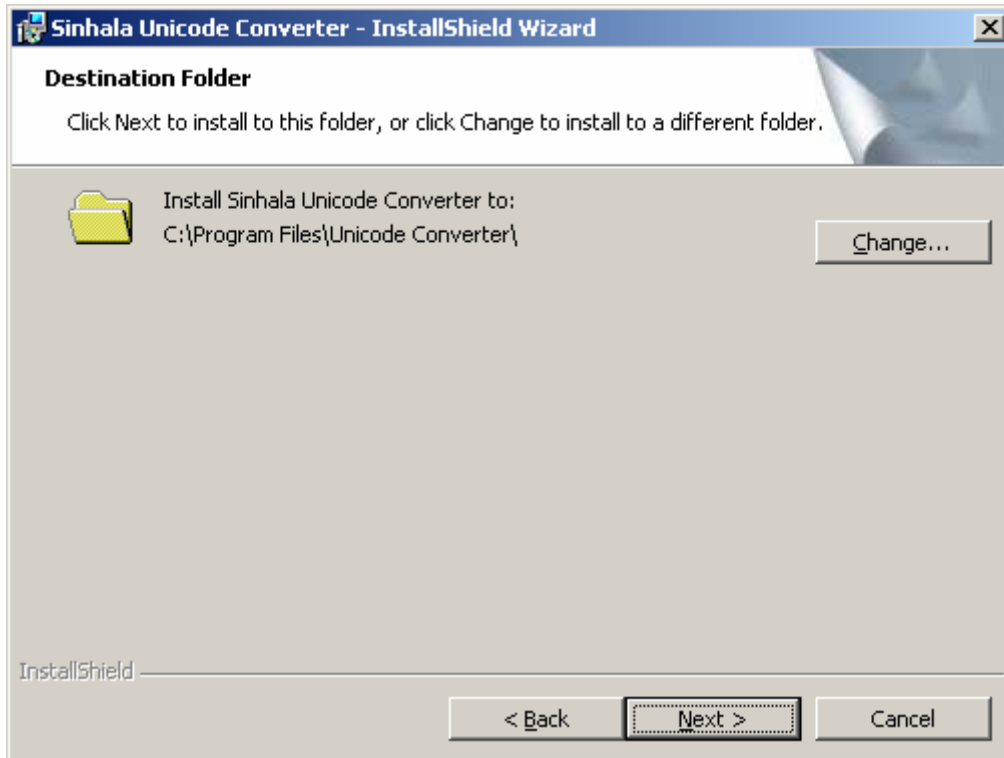 Sinhala Unicode Converter - InstallShield Wizard
Destination Folder
Click Next to install to this folder, or click Change to install to a different folder.
Install Sinhala Unicode Converter to:
C:\Program Files\Unicode Converter\
Change...
InstallShield
< Back
Next >
Cancel